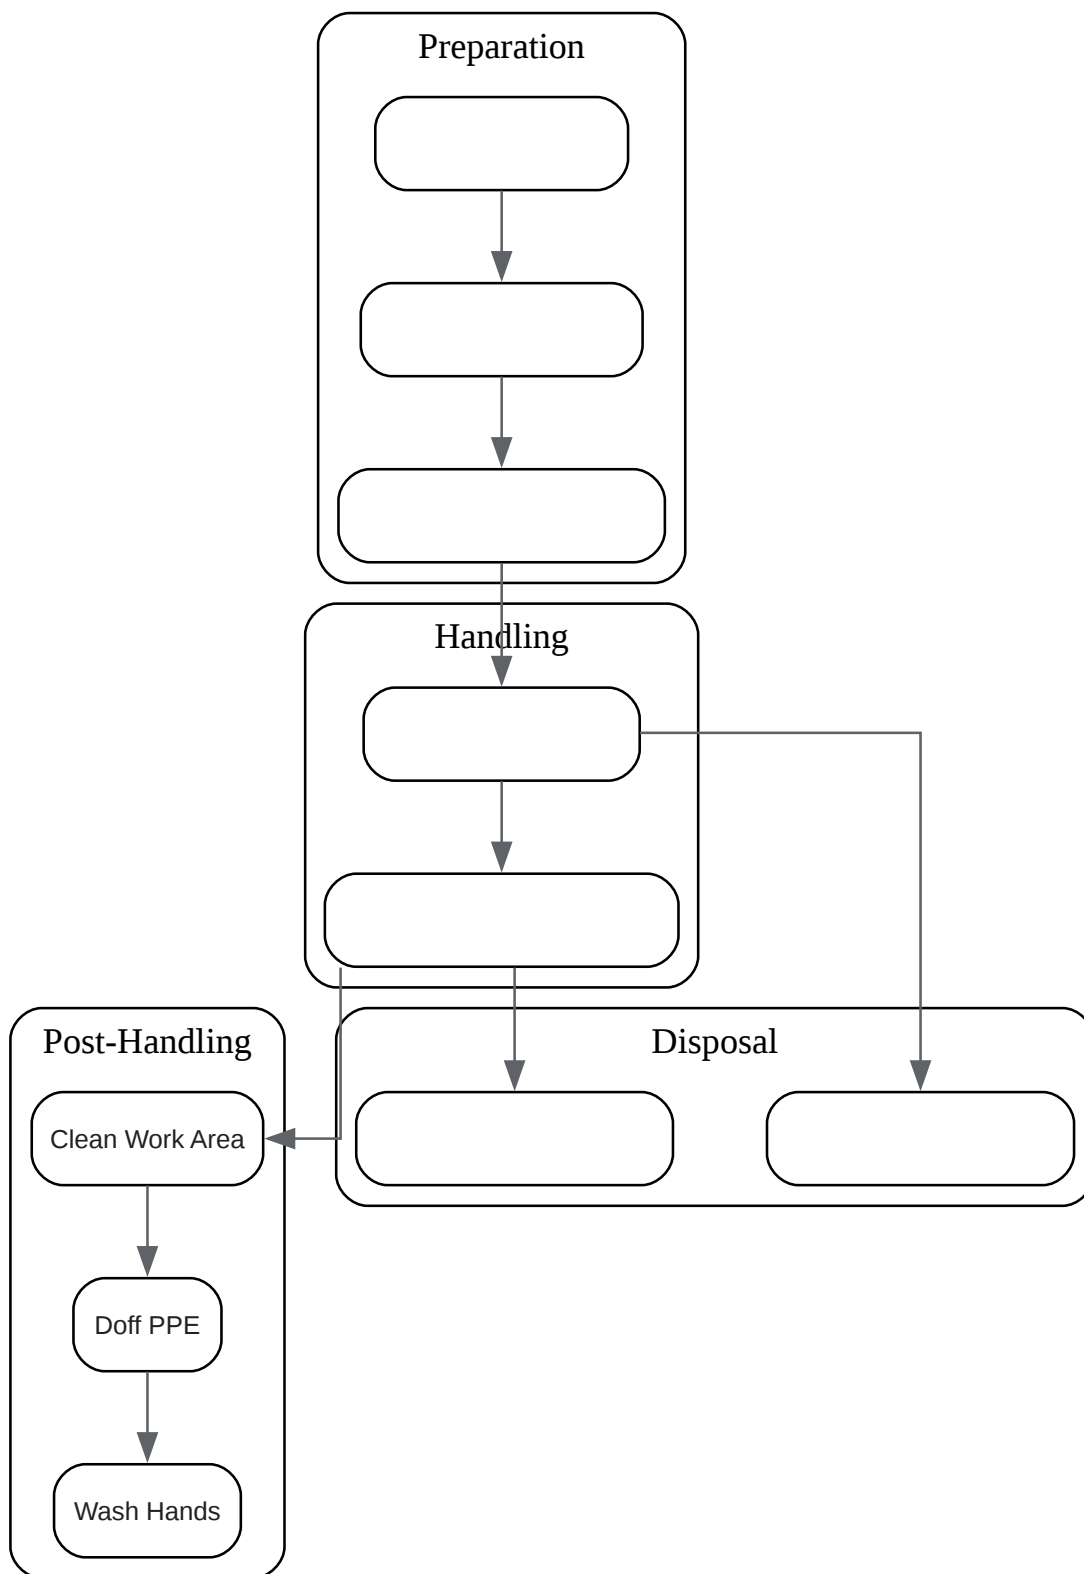 Preparation
Handling
Post-Handling
Disposal
Clean Work Area
Doff PPE
Wash Hands